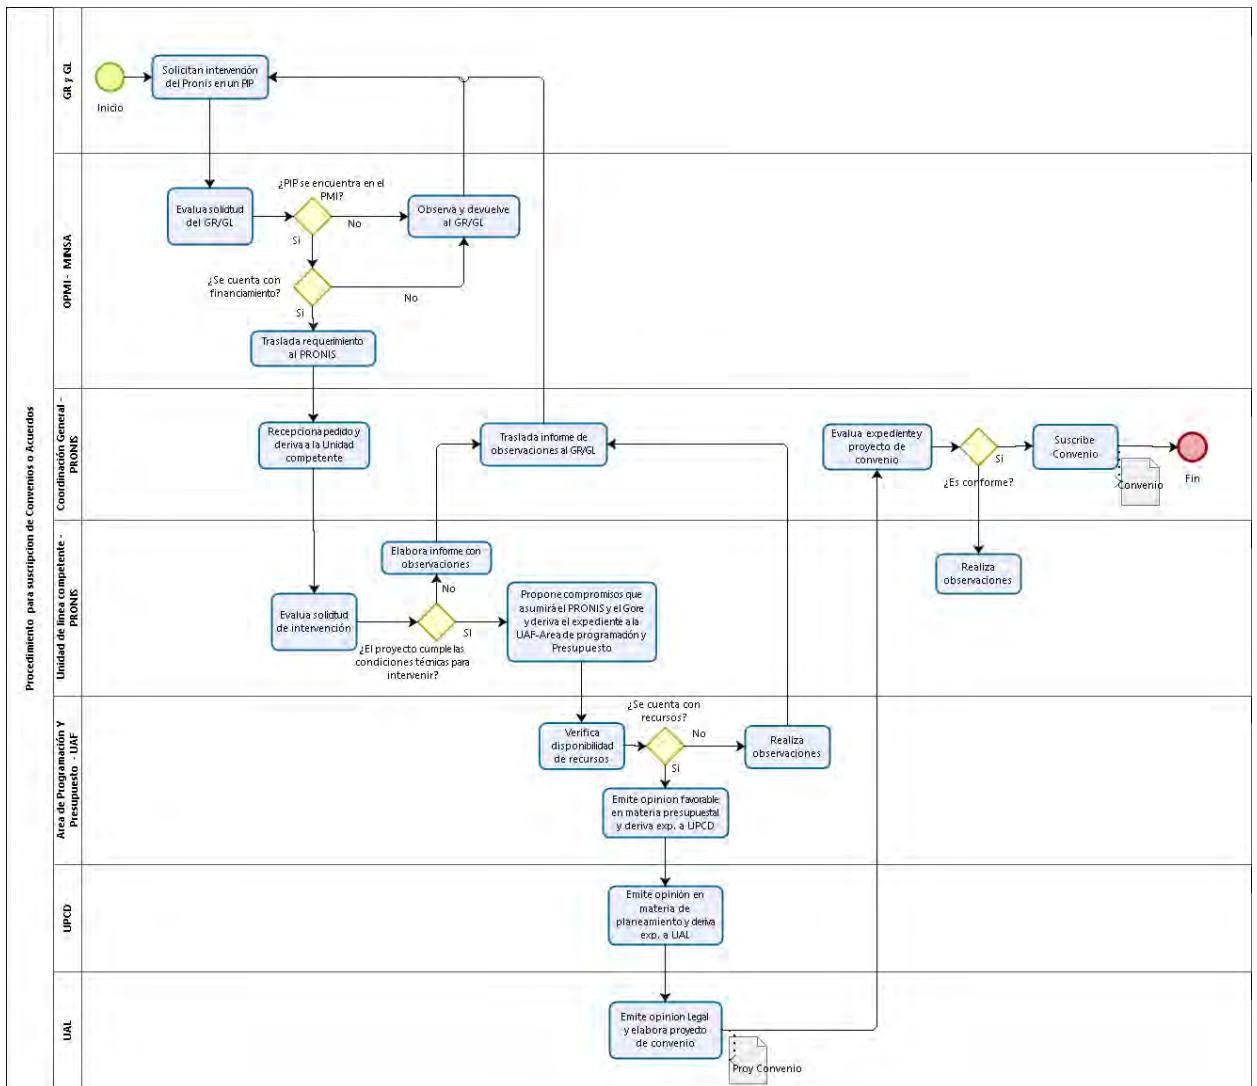 Procedimiento para suscripcion de Convenios o Acuerdos
GR y GL
Inicio
Solicitan intervención
del Pronis en un PIP
OPMI - MINSA
Evalua solicitud
del GR/GL
¿PIP se encuentra en el
PMI?
No
Si
Observa y devuelve
al GR/GL
¿Se cuenta con
financiamiento?
No
Si
Traslada requerimiento
al PRONIS
Coordinación General -
PRONIS
Recepciona pedido y
deriva a la Unidad
competente
Traslada informe de
observaciones al GR/GL
Evalua expediente y
proyecto de
convenio
Si
¿Es conforme?
Suscribe
Convenio
Convenio
Fin
Unidad de linea competente -
PRONIS
Elabora informe con
observaciones
No
Evalua solicitud
de intervención
SI
¿El proyecto cumple las
condiciones técnicas para
intervenir?
Propone compromisos que
asumirá el PRONIS y el Gore
y deriva el expediente a la
UAF-Area de programación y
Presupuesto
Realiza
observaciones
Area de Programación Y
Presupuesto - UAF
Verifica
disponibilidad
de recursos
¿Se cuenta con
recursos?
No
Si
Realiza
observaciones
Emite opinion favorable
en materia presupuestal
y deriva exp. a UPCD
UPCD
Emite opinión en
materia de
planeamiento y deriva
exp. a UAL
UAL
Emite opinion Legal
y elabora proyecto
de convenio
Proy Convenio